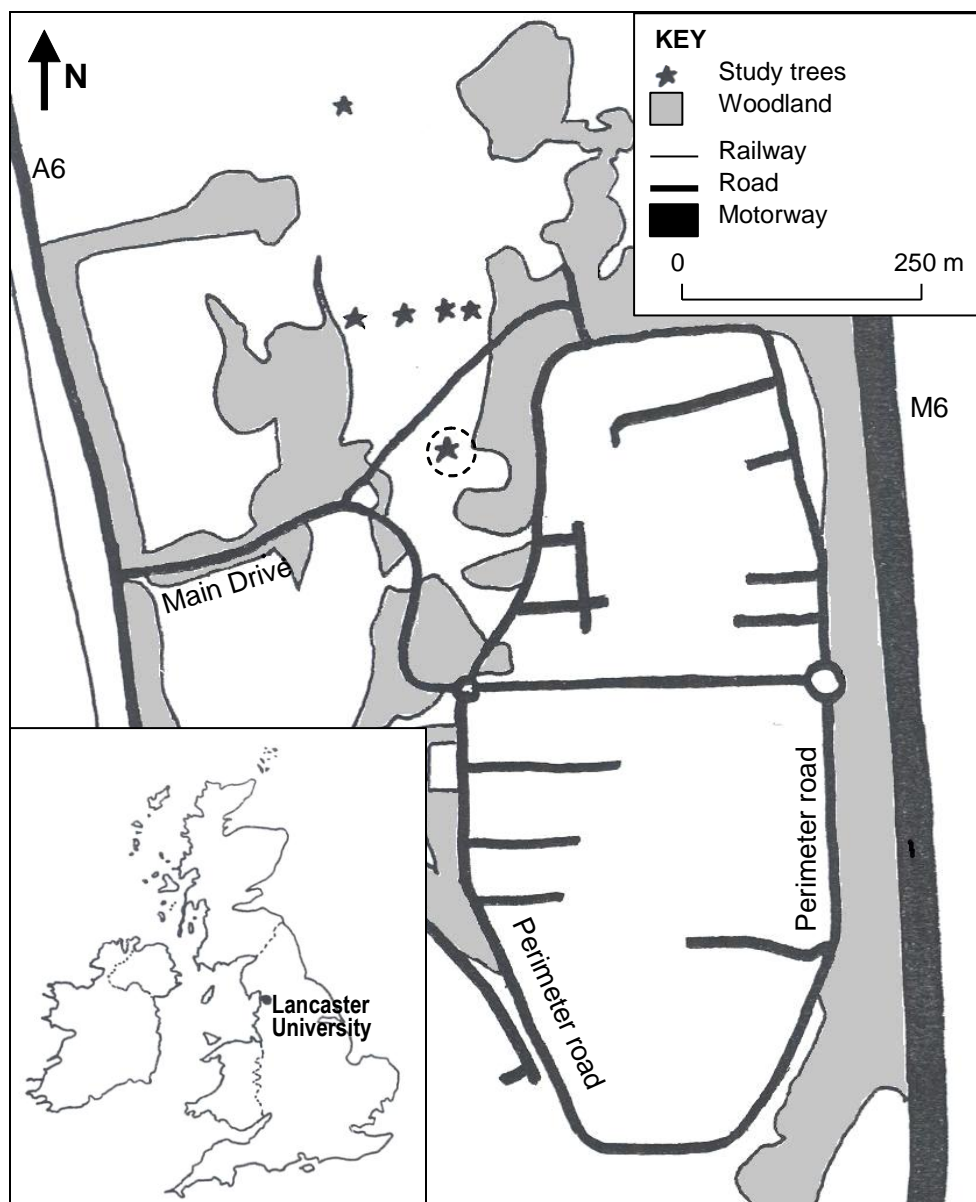 N
KEY
Study trees
Woodland
Railway
Road
Motorway
0 250 m
A6
M6
Main Drive
Perimeter road
Perimeter road
Lancaster
University